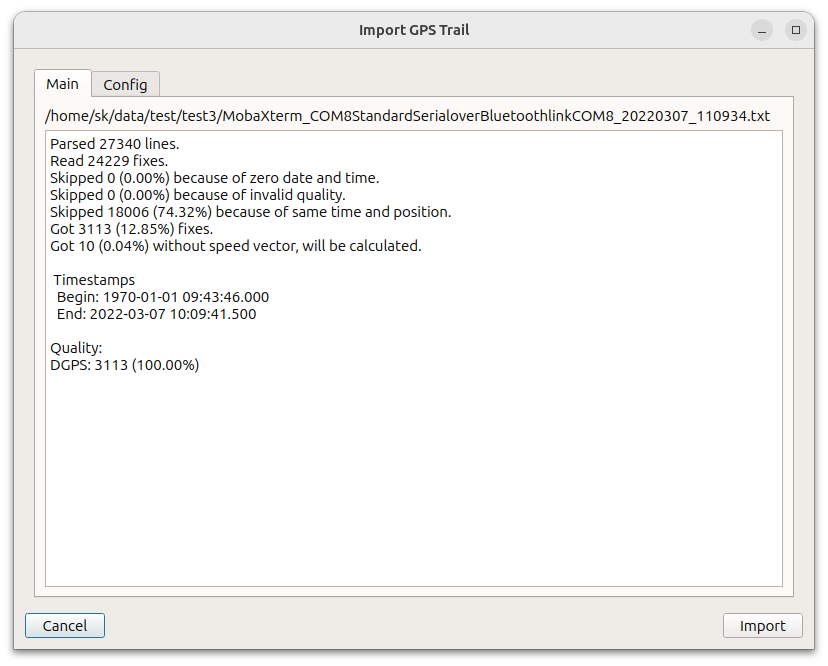 Import GPS Trail
Main
Config
/home/sk/data/test/test3/MobaXterm_COM8StandardSerialoverBluetoothlinkCOM8_20220307_110934.txt
Parsed 27340 lines.
Read 24229 fixes.
Skipped 0 (0.00%) because of zero date and time.
Skipped 0 (0.00%) because of invalid quality.
Skipped 18006 (74.32%) because of same time and position.
Got 3113 (12.85%) fixes.
Got 10 (0.04%) without speed vector, will be calculated.
Timestamps
Begin: 1970-01-01 09:43:46.000
End: 2022-03-07 10:09:41.500
Quality:
DGPS: 3113 (100.00%)
Cancel
Import